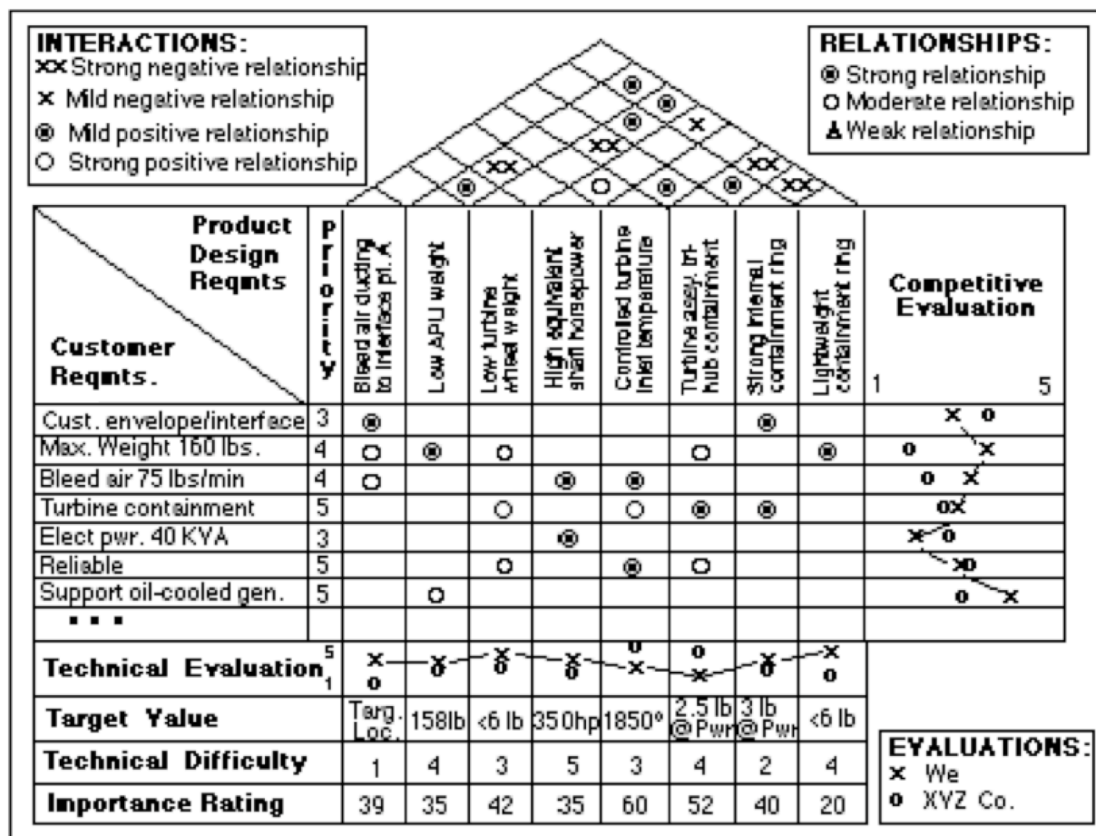 INTERACTIONS:
XX Strong negative relationship
X Mild negative relationship
Mild positive relationship
Strong positive relationship
RELATIONSHIPS:
Strong relationship
Moderate relationship
Weak relationship
Product
Design
Reqmts
Customer
Reqmts.
Priority
Bleed air ducting
to interface pt. A
Low APU weight
Low turbine
wheel weight
High equivalent
shaft horsepower
Controlled turbine
inlet temperature
Turbine assy. tri-
hub containment
Strong internal
containment ring
Lightweight
containment ring
Competitive
Evaluation
1 5
Cust. envelope/interface 3
Max. Weight 160 lbs. 4
Bleed air 75 lbs/min 4
Turbine containment 5
Elect pwr. 40 KVA 3
Reliable 5
Support oil-cooled gen. 5
...
Technical Evaluation 5
1
Target Value Targ. Loc. 158lb <6 lb 350hp 1850° 2.5 lb @ Pwr 3 lb @ Pwr <6 lb
Technical Difficulty 1 4 3 5 3 4 2 4
Importance Rating 39 35 42 35 60 52 40 20
EVALUATIONS:
X We
o XYZ Co.